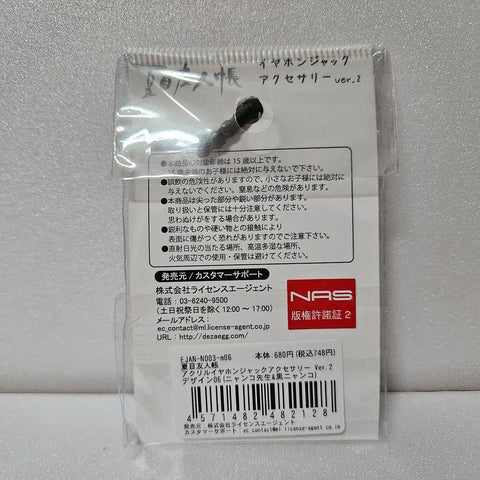 夏目友人帳
イヤホンジャック
アクセサリー ver.2
●本商品の対象年齢は15歳以上です。
15歳未満のお子様には絶対に与えないで下さい。
●誤飲の危険性がありますので、小さなお子様には絶対に
与えないでください。窒息などの危険があります。
●本商品は尖った部分や鋭い部分があります。
取り扱いと保管には十分注意してください。
思わぬけがをする場合があります。
●鋭利なものや硬い物との接触により
表面に傷がつく恐れがありますのでご注意下さい。
●直射日光の当たる場所、高温多湿な場所、
火気周辺での使用・保管は避けてください。
発売元 / カスタマーサポート
株式会社ライセンスエージェント
電話 : 03-6240-9500
(土日祝祭日を除く12:00 〜 17:00)
メールアドレス :
ec_contact@ml.license-agent.co.jp
URL : http://dezaegg.com/
NAS
版権許諾証 2
EJAN-N003-m06 本体:680円(税込748円)
夏目友人帳
アクリルイヤホンジャックアクセサリー Ver.2
デザイン06(ニャンコ先生&黒ニャンコ)
4571482482128
発売元:株式会社ライセンスエージェント
カスタマーサポート:ec_contact@ml.license-agent.co.jp